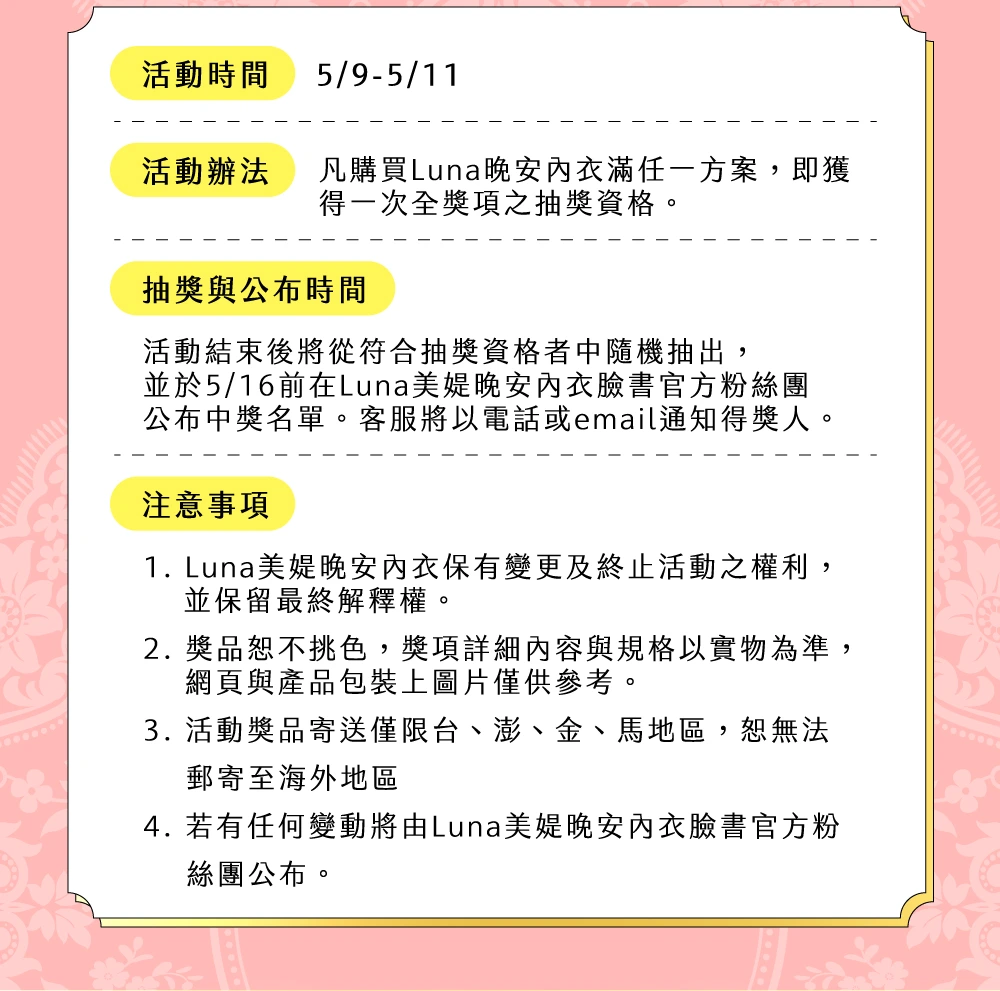 活動時間 5/9-5/11
活動辦法 凡購買Luna晚安內衣滿任一方案，即獲
得一次全獎項之抽獎資格。
抽獎與公布時間
活動結束後將從符合抽獎資格者中隨機抽出，
並於5/16前在Luna美媞晚安內衣臉書官方粉絲團
公布中獎名單。客服將以電話或email通知得獎人。
注意事項
1. Luna美媞晚安內衣保有變更及終止活動之權利，
並保留最終解釋權。
2. 獎品恕不挑色，獎項詳細內容與規格以實物為準，
網頁與產品包裝上圖片僅供參考。
3. 活動獎品寄送僅限台、澎、金、馬地區，恕無法
郵寄至海外地區
4. 若有任何變動將由Luna美媞晚安內衣臉書官方粉
絲團公布。